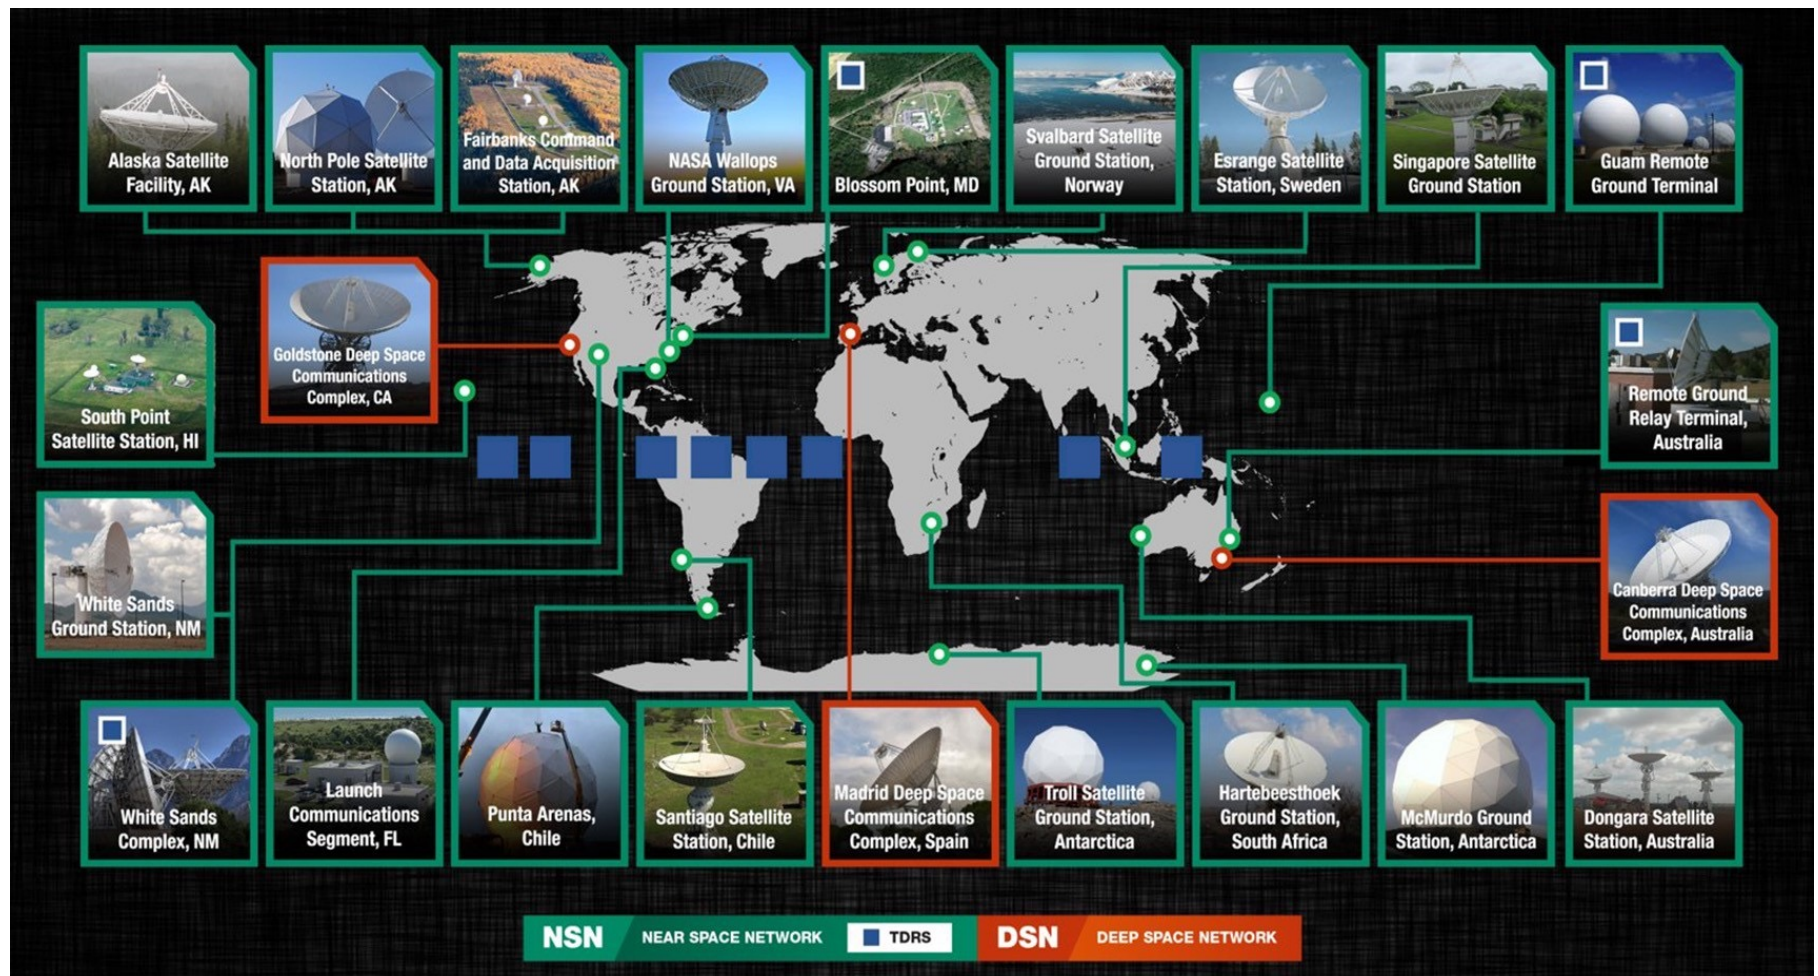 Alaska Satellite
Facility, AK
North Pole Satellite
Station, AK
Fairbanks Command
and Data Acquisition
Station, AK
NASA Wallops
Ground Station, VA
Blossom Point, MD
Svalbard Satellite
Ground Station,
Norway
Esrange Satellite
Station, Sweden
Singapore Satellite
Ground Station
Guam Remote
Ground Terminal
Goldstone Deep Space
Communications
Complex, CA
South Point
Satellite Station, HI
Remote Ground
Relay Terminal,
Australia
White Sands
Ground Station, NM
Canberra Deep Space
Communications
Complex, Australia
White Sands
Complex, NM
Launch
Communications
Segment, FL
Punta Arenas,
Chile
Santiago Satellite
Station, Chile
Madrid Deep Space
Communications
Complex, Spain
Troll Satellite
Ground Station,
Antarctica
Hartebeesthoek
Ground Station,
South Africa
McMurdo Ground
Station, Antarctica
Dongara Satellite
Station, Australia
NSN NEAR SPACE NETWORK TDRS DSN DEEP SPACE NETWORK